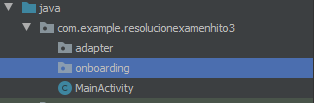 java
com.example.resolucionexamenhito3
adapter
onboarding
MainActivity